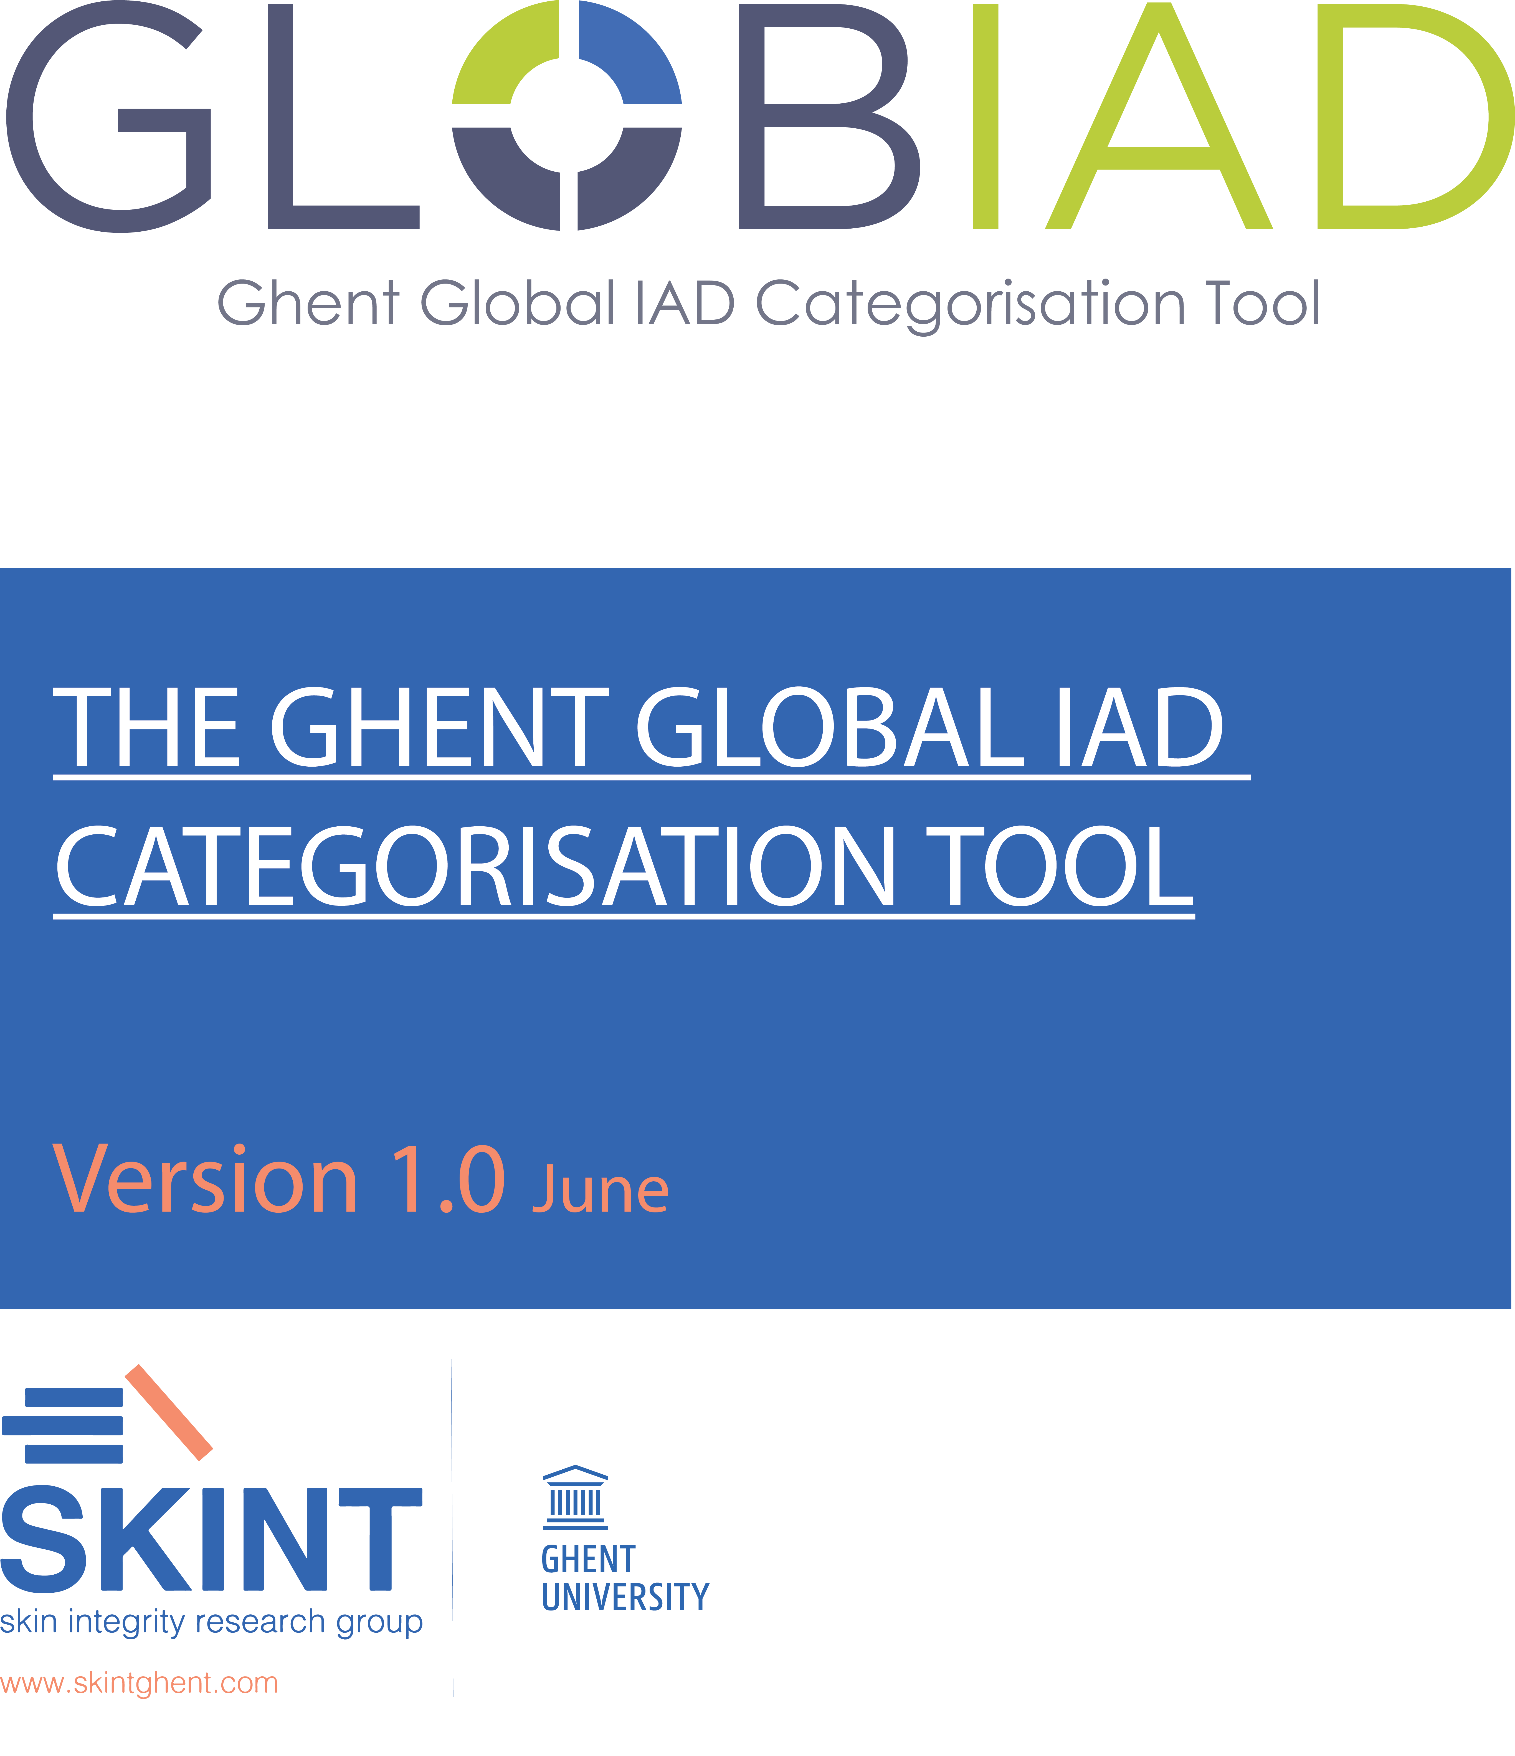 GLOBIAD
Ghent Global IAD Categorisation Tool
THE GHENT GLOBAL IAD
CATEGORISATION TOOL
Version 1.0 June
SKINT
skin integrity research group
www.skintghent.com
GHENT
UNIVERSITY